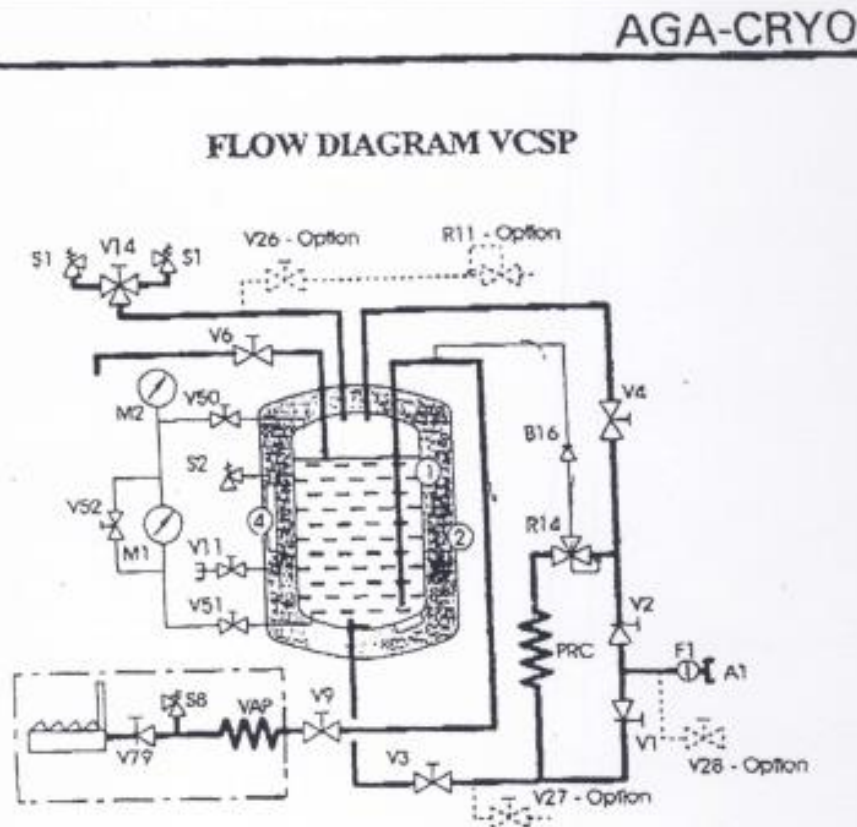 AGA-CRYO
FLOW DIAGRAM VCSP
V26 - Option
R11 - Option
V14
S1
S1
V6
V4
M2
V50
B16
S2
1
V52
4
R14
2
M1
V11
V2
V51
PRC
F1
A1
S8
VAP
V9
V79
V3
V1
V28 - Option
V27 - Option